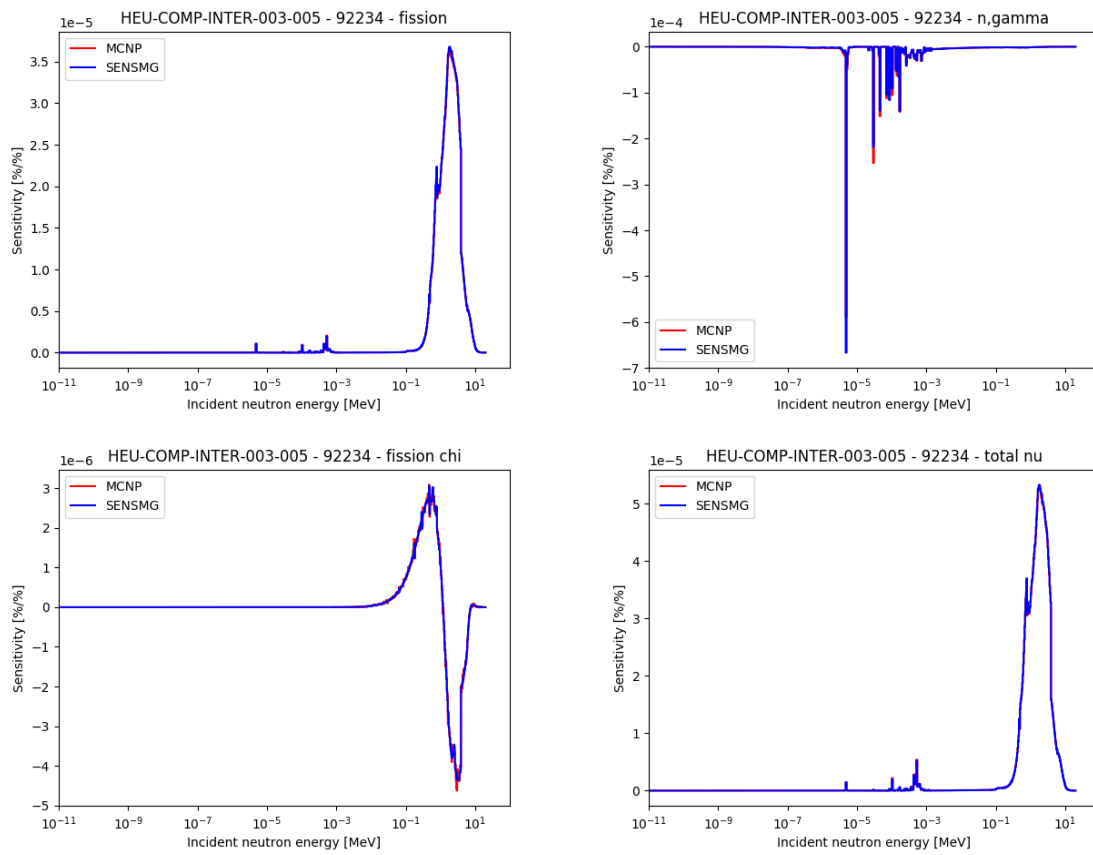 HEU-COMP-INTER-003-005 - 92234 - fission
1e−5
Sensitivity [%/%]
3.5
3.0
2.5
2.0
1.5
1.0
0.5
0.0
MCNP
SENSMG
10⁻¹¹ 10⁻⁹ 10⁻⁷ 10⁻⁵ 10⁻³ 10⁻¹ 10¹
Incident neutron energy [MeV]
HEU-COMP-INTER-003-005 - 92234 - n,gamma
1e−4
Sensitivity [%/%]
0
−1
−2
−3
−4
−5
−6
−7
MCNP
SENSMG
10⁻¹¹ 10⁻⁹ 10⁻⁷ 10⁻⁵ 10⁻³ 10⁻¹ 10¹
Incident neutron energy [MeV]
HEU-COMP-INTER-003-005 - 92234 - fission chi
1e−6
Sensitivity [%/%]
3
2
1
0
−1
−2
−3
−4
−5
MCNP
SENSMG
10⁻¹¹ 10⁻⁹ 10⁻⁷ 10⁻⁵ 10⁻³ 10⁻¹ 10¹
Incident neutron energy [MeV]
HEU-COMP-INTER-003-005 - 92234 - total nu
1e−5
Sensitivity [%/%]
5
4
3
2
1
0
MCNP
SENSMG
10⁻¹¹ 10⁻⁹ 10⁻⁷ 10⁻⁵ 10⁻³ 10⁻¹ 10¹
Incident neutron energy [MeV]